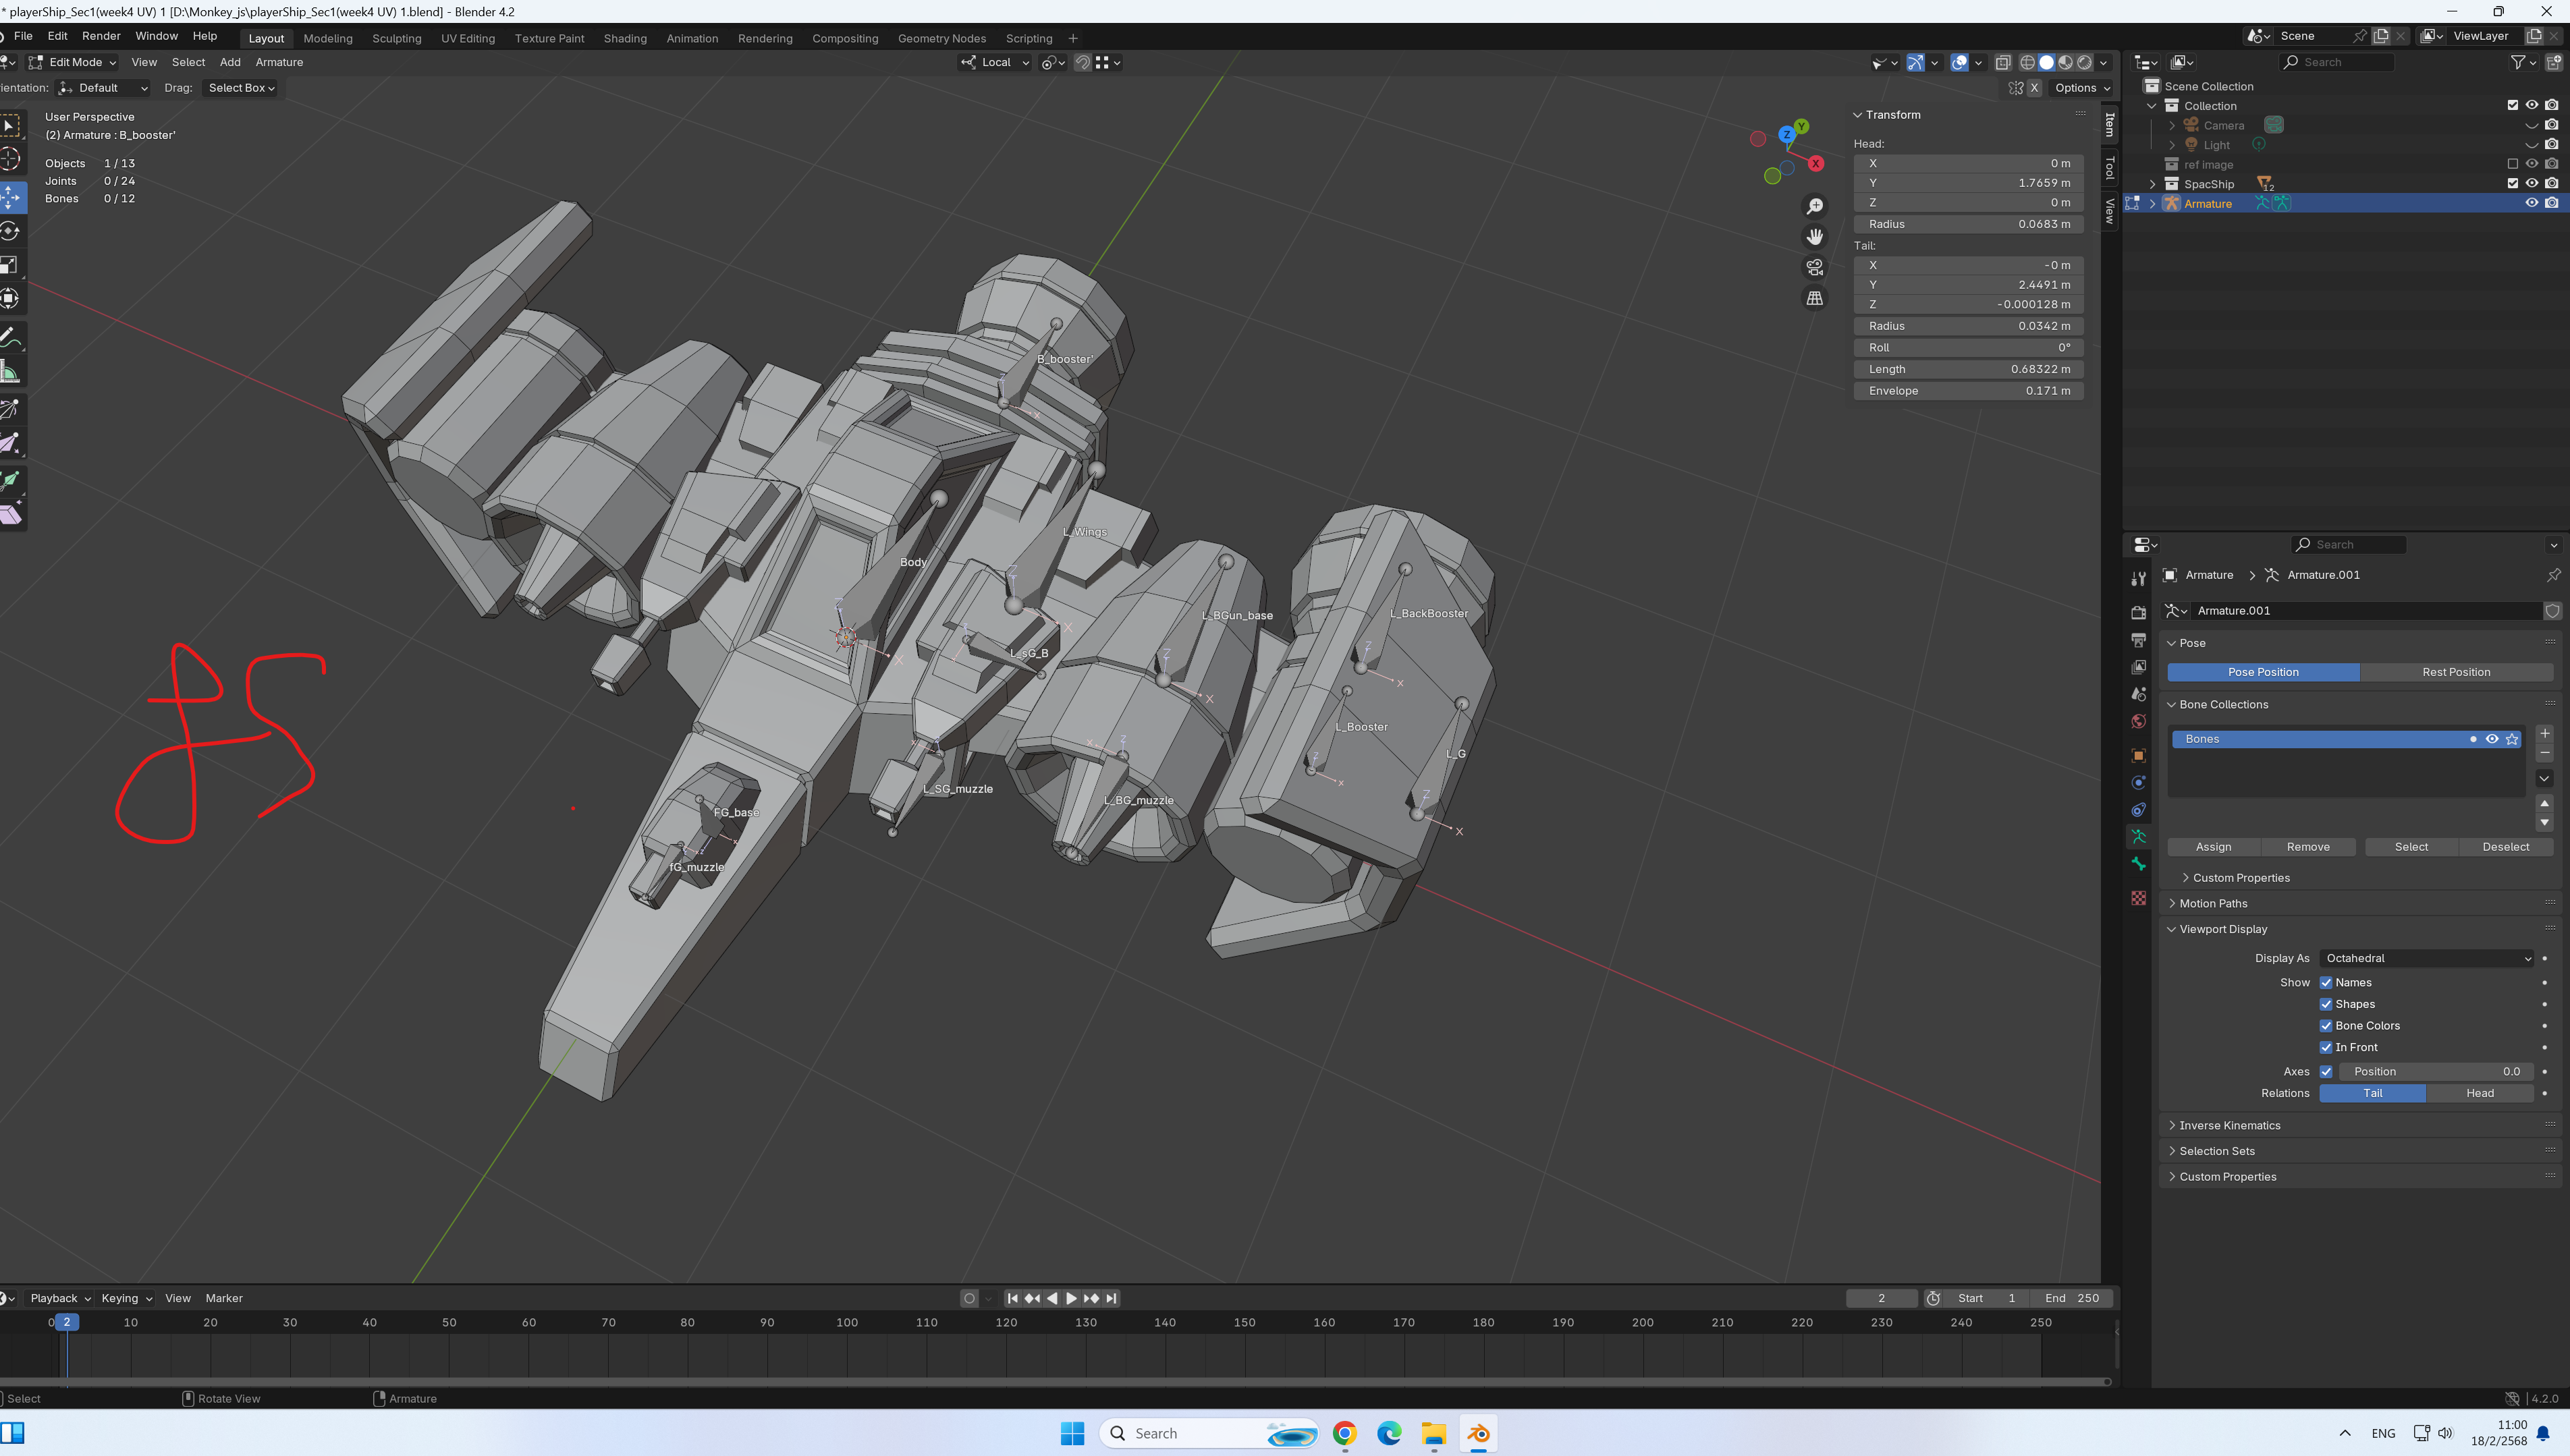 * playerShip_Sec1(week4 UV) 1 [D:\Monkey_js\playerShip_Sec1(week4 UV) 1.blend] - Blender 4.2
File Edit Render Window Help Layout Modeling Sculpting UV Editing Texture Paint Shading Animation Rendering Compositing Geometry Nodes Scripting + Scene ViewLayer
Edit Mode View Select Add Armature Local Search
ientation: Default Drag: Select Box X Options
User Perspective
(2) Armature : B_booster'
Objects 1 / 13
Joints 0 / 24
Bones 0 / 12
B_booster'
L_Wings
Body
L_BGun_base
L_BackBooster
L_sG_B
L_Booster
L_G
L_SG_muzzle
L_BG_muzzle
FG_base
fG_muzzle
Z Y X
Transform
Head:
X 0 m
Y 1.7659 m
Z 0 m
Radius 0.0683 m
Tail:
X -0 m
Y 2.4491 m
Z -0.000128 m
Radius 0.0342 m
Roll 0°
Length 0.68322 m
Envelope 0.171 m
Item
Tool
View
Scene Collection
Collection
Camera
Light
ref image
SpacShip 12
Armature
Search
Armature > Armature.001
Armature.001
Pose
Pose Position Rest Position
Bone Collections
Bones
Assign Remove Select Deselect
Custom Properties
Motion Paths
Viewport Display
Display As Octahedral
Show Names
Shapes
Bone Colors
In Front
Axes Position 0.0
Relations Tail Head
Inverse Kinematics
Selection Sets
Custom Properties
Playback Keying View Marker 2 Start 1 End 250
0 2 10 20 30 40 50 60 70 80 90 100 110 120 130 140 150 160 170 180 190 200 210 220 230 240 250
Select Rotate View Armature 4.2.0
Search ENG 11:00
18/2/2568